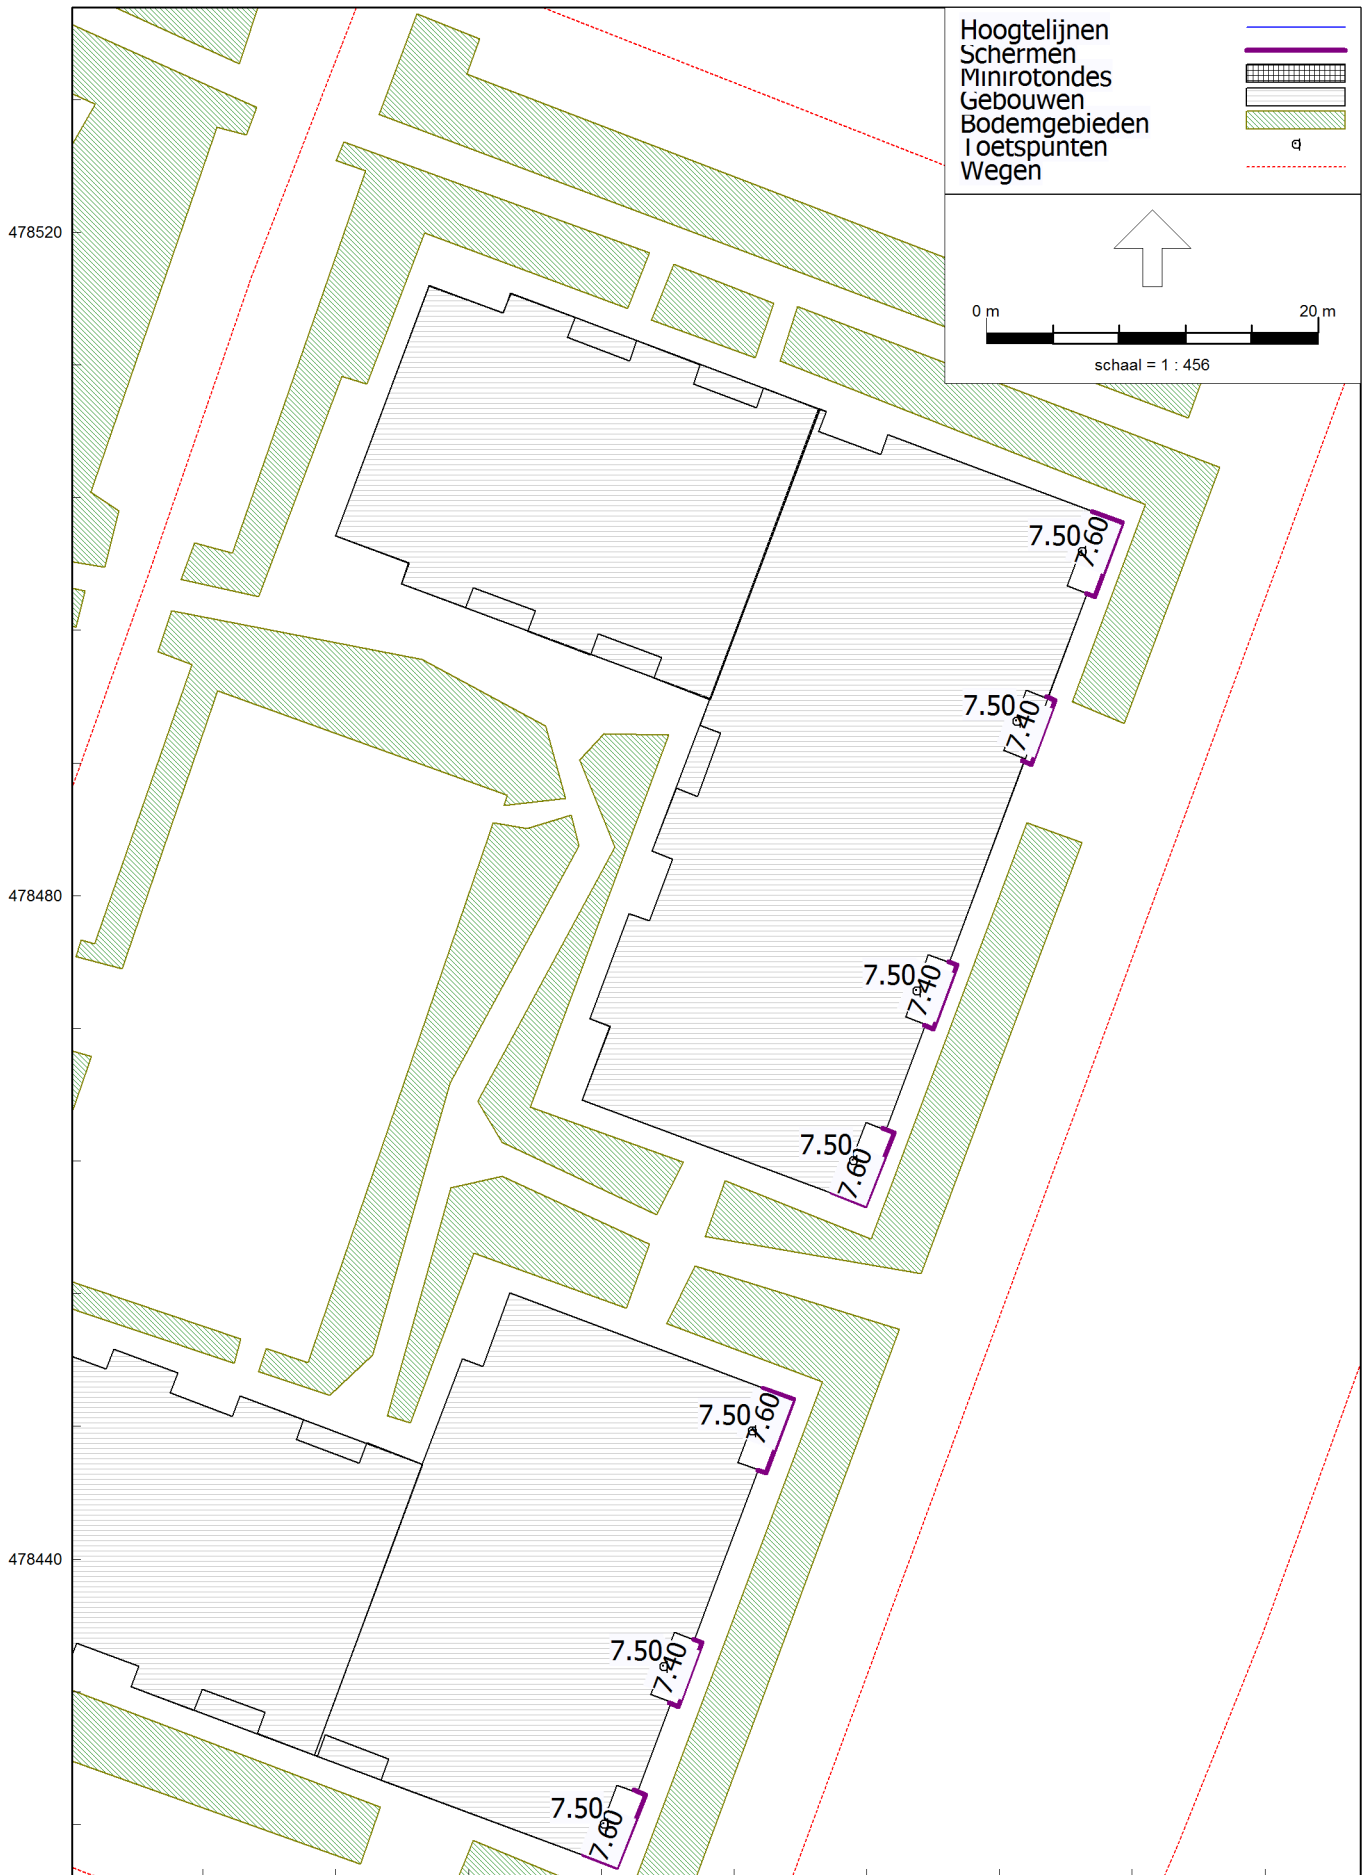 Hoogtelijnen
Schermen
Minirotondes
Gebouwen
Bodemgebieden
Toetspunten
Wegen
0 m 20 m
schaal = 1 : 456
478520
7.50 7.60
7.50 7.40
478480
7.50 7.40
7.50 7.60
7.50 7.60
478440
7.50 7.40
7.50 7.60